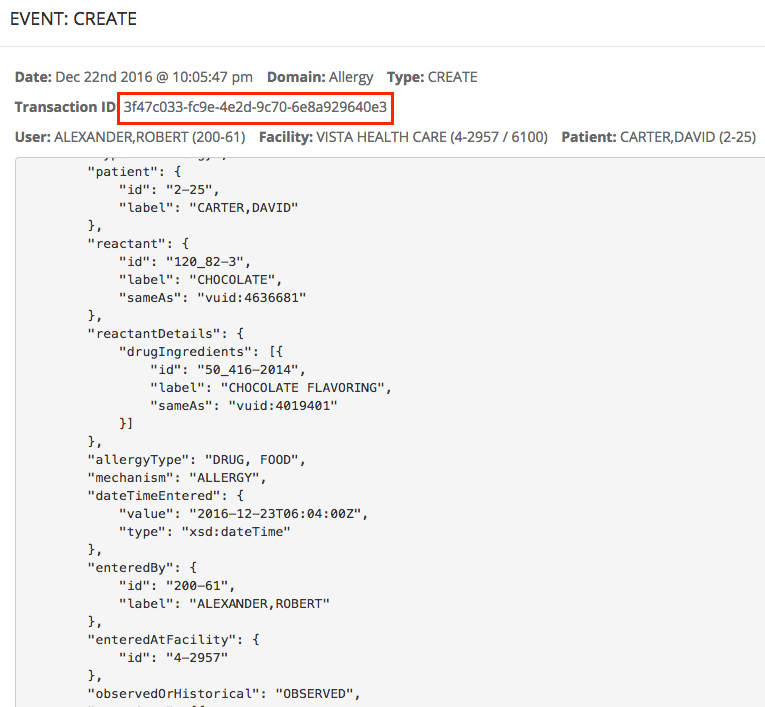 EVENT: CREATE
Date: Dec 22nd 2016 @ 10:05:47 pm Domain: Allergy Type: CREATE
Transaction ID: 3f47c033-fc9e-4e2d-9c70-6e8a929640e3
User: ALEXANDER,ROBERT (200-61) Facility: VISTA HEALTH CARE (4-2957 / 6100) Patient: CARTER,DAVID (2-25)
"patient": {
"id": "2-25",
"label": "CARTER,DAVID"
},
"reactant": {
"id": "120_82-3",
"label": "CHOCOLATE",
"sameAs": "vuid:4636681"
},
"reactantDetails": {
"drugIngredients": [{
"id": "50_416-2014",
"label": "CHOCOLATE FLAVORING",
"sameAs": "vuid:4019401"
}]
},
"allergyType": "DRUG, FOOD",
"mechanism": "ALLERGY",
"dateTimeEntered": {
"value": "2016-12-23T06:04:00Z",
"type": "xsd:dateTime"
},
"enteredBy": {
"id": "200-61",
"label": "ALEXANDER,ROBERT"
},
"enteredAtFacility": {
"id": "4-2957"
},
"observedOrHistorical": "OBSERVED",